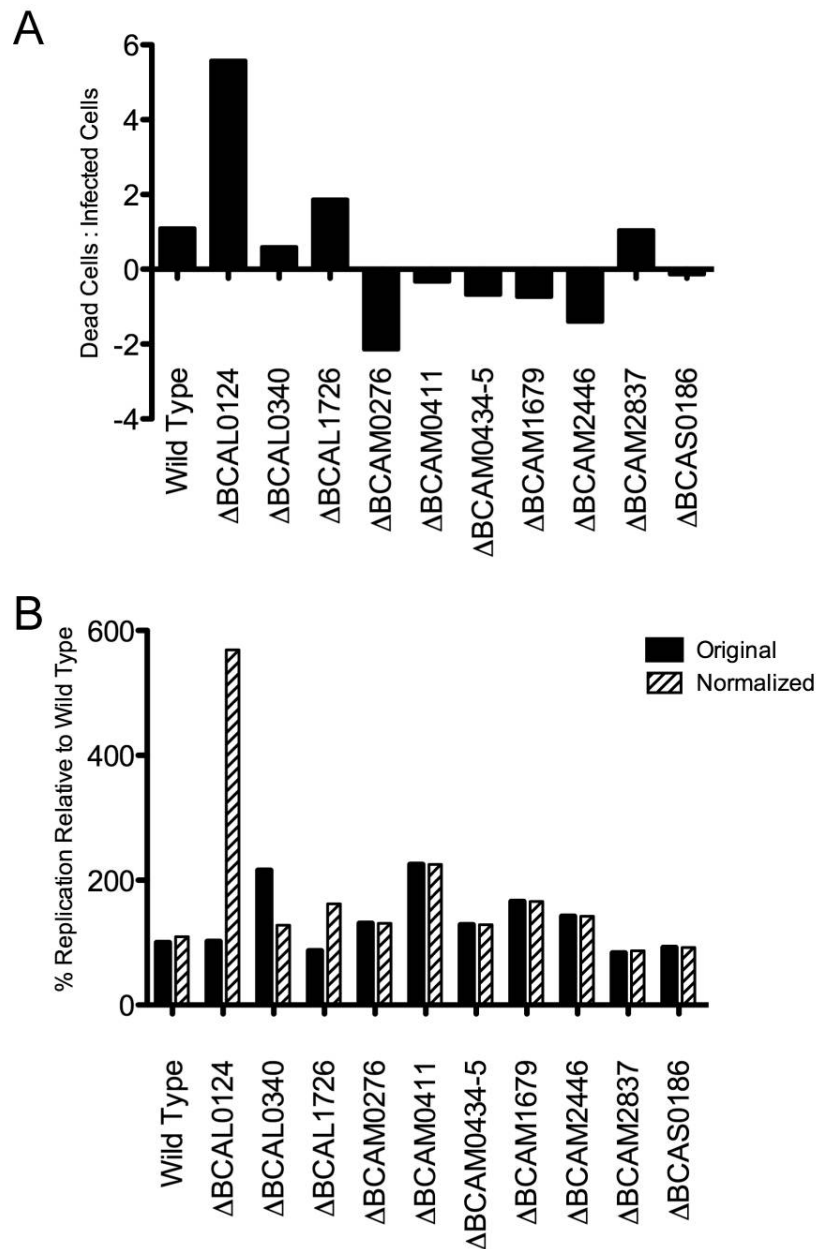 A
Dead Cells : Infected Cells
6
4
2
0
-2
-4
Wild Type
ΔBCAL0124
ΔBCAL0340
ΔBCAL1726
ΔBCAM0276
ΔBCAM0411
ΔBCAM0434-5
ΔBCAM1679
ΔBCAM2446
ΔBCAM2837
ΔBCAS0186
B
% Replication Relative to Wild Type
600
400
200
0
Original
Normalized
Wild Type
ΔBCAL0124
ΔBCAL0340
ΔBCAL1726
ΔBCAM0276
ΔBCAM0411
ΔBCAM0434-5
ΔBCAM1679
ΔBCAM2446
ΔBCAM2837
ΔBCAS0186